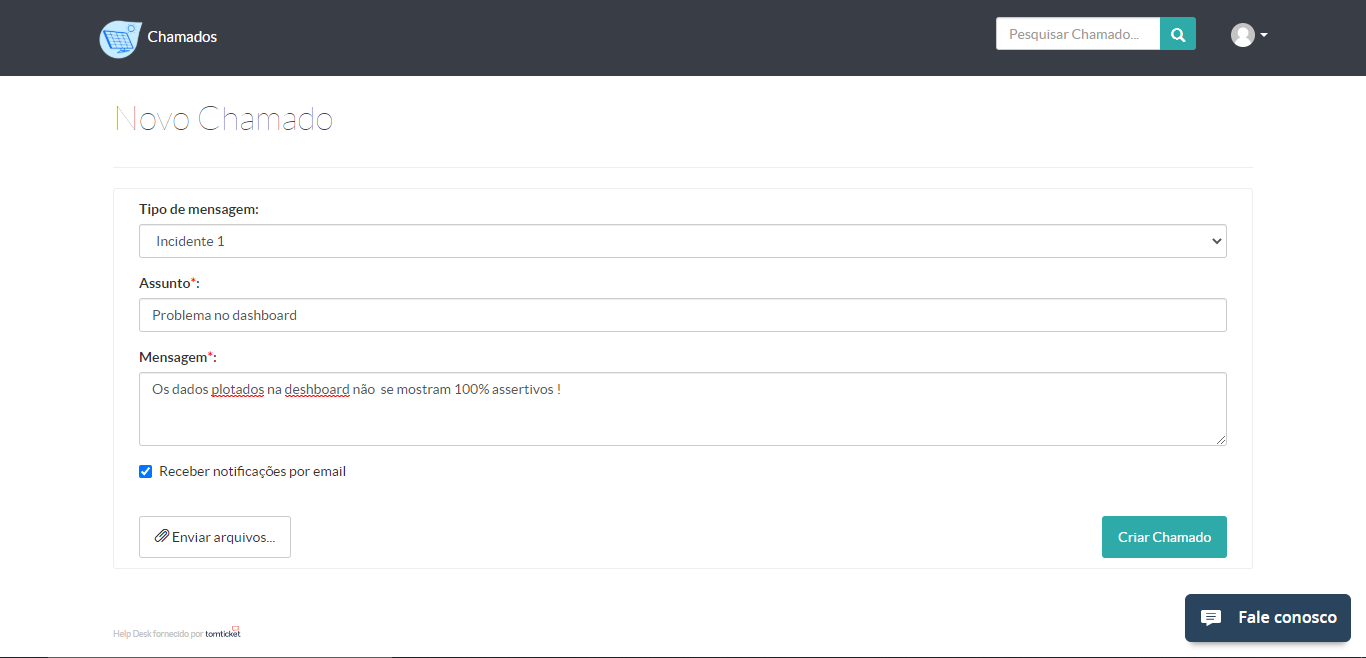 Chamados
Pesquisar Chamado...
Novo Chamado
Tipo de mensagem:
Incidente 1
Assunto*:
Problema no dashboard
Mensagem*:
Os dados plotados na deshboard não  se mostram 100% assertivos !
Receber notificações por email
Enviar arquivos...
Criar Chamado
Fale conosco
Help Desk fornecido por tomticket